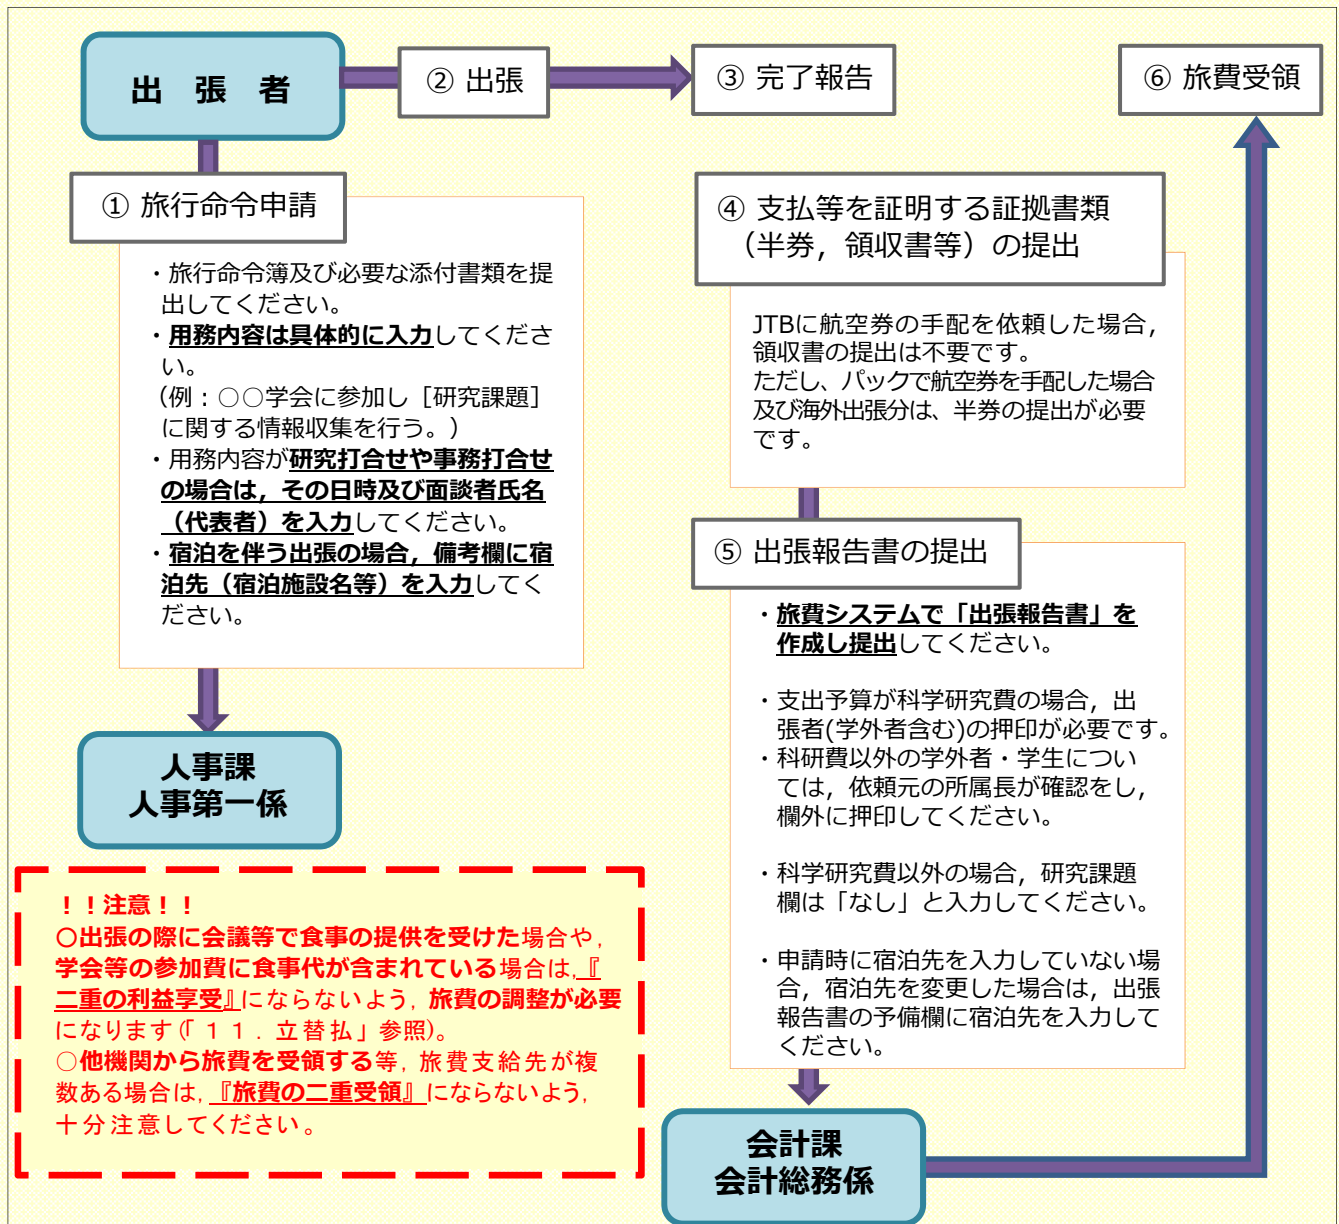 出 張 者
② 出張
③ 完了報告
⑥ 旅費受領
① 旅行命令申請
・旅行命令簿及び必要な添付書類を提
出してください。
・用務内容は具体的に入力してくださ
い。
（例：○○学会に参加し［研究課題］
に関する情報収集を行う。）
・用務内容が研究打合せや事務打合せ
の場合は，その日時及び面談者氏名
（代表者）を入力してください。
・宿泊を伴う出張の場合，備考欄に宿
泊先（宿泊施設名等）を入力してく
ださい。
人事課
人事第一係
！！注意！！
〇出張の際に会議等で食事の提供を受けた場合や，
学会等の参加費に食事代が含まれている場合は，『
二重の利益享受』にならないよう，旅費の調整が必要
になります（「１１．立替払」参照）。
○他機関から旅費を受領する等，旅費支給先が複
数ある場合は，『旅費の二重受領』にならないよう，
十分注意してください。
④ 支払等を証明する証拠書類
（半券，領収書等）の提出
JTBに航空券の手配を依頼した場合，
領収書の提出は不要です。
ただし、パックで航空券を手配した場合
及び海外出張分は、半券の提出が必要
です。
⑤ 出張報告書の提出
・旅費システムで「出張報告書」を
作成し提出してください。
・支出予算が科学研究費の場合，出
張者(学外者含む)の押印が必要です。
・科研費以外の学外者・学生につい
ては，依頼元の所属長が確認をし，
欄外に押印してください。
・科学研究費以外の場合，研究課題
欄は「なし」と入力してください。
・申請時に宿泊先を入力していない場
合，宿泊先を変更した場合は，出張
報告書の予備欄に宿泊先を入力して
ください。
会計課
会計総務係